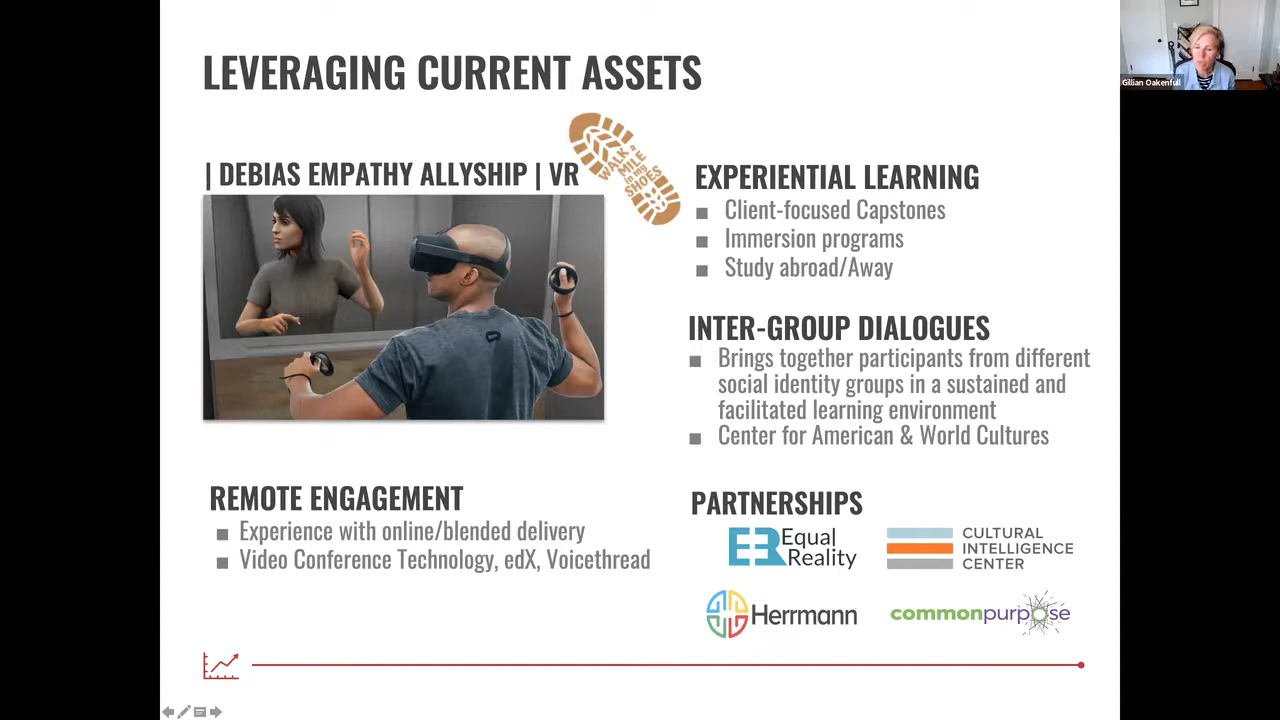 LEVERAGING CURRENT ASSETS
Gillian Oakenfull
| DEBIAS EMPATHY ALLYSHIP | VR
WALK a
MILE
in my
SHOES
EXPERIENTIAL LEARNING
Client-focused Capstones
Immersion programs
Study abroad/Away
INTER-GROUP DIALOGUES
Brings together participants from different
social identity groups in a sustained and
facilitated learning environment
Center for American & World Cultures
REMOTE ENGAGEMENT
Experience with online/blended delivery
Video Conference Technology, edX, Voicethread
PARTNERSHIPS
ER Equal
Reality
CULTURAL
INTELLIGENCE
CENTER
Herrmann
commonpurpose